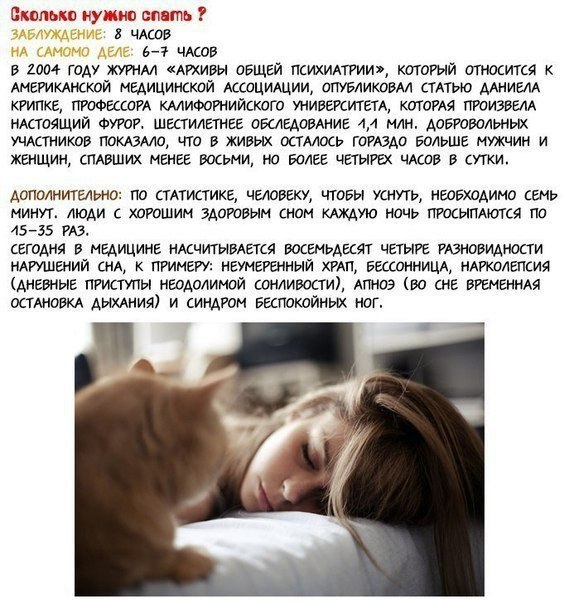 Сколько нужно спать ?
ЗАБЛУЖДЕНИЕ: 8 ЧАСОВ
НА САМОМО ДЕЛЕ: 6-7 ЧАСОВ
В 2004 ГОДУ ЖУРНАЛ «АРХИВЫ ОБЩЕЙ ПСИХИАТРИИ», КОТОРЫЙ ОТНОСИТСЯ К
АМЕРИКАНСКОЙ МЕДИЦИНСКОЙ АССОЦИАЦИИ, ОПУБЛИКОВАЛ СТАТЬЮ ДАНИЕЛА
КРИПКЕ, ПРОФЕССОРА КАЛИФОРНИЙСКОГО УНИВЕРСИТЕТА, КОТОРАЯ ПРОИЗВЕЛА
НАСТОЯЩИЙ ФУРОР. ШЕСТИЛЕТНЕЕ ОБСЛЕДОВАНИЕ 1,1 МЛН. ДОБРОВОЛЬНЫХ
УЧАСТНИКОВ ПОКАЗАЛО, ЧТО В ЖИВЫХ ОСТАЛОСЬ ГОРАЗДО БОЛЬШЕ МУЖЧИН И
ЖЕНЩИН, СПАВШИХ МЕНЕЕ ВОСЬМИ, НО БОЛЕЕ ЧЕТЫРЕХ ЧАСОВ В СУТКИ.
ДОПОЛНИТЕЛЬНО: ПО СТАТИСТИКЕ, ЧЕЛОВЕКУ, ЧТОБЫ УСНУТЬ, НЕОБХОДИМО СЕМЬ
МИНУТ. ЛЮДИ С ХОРОШИМ ЗДОРОВЫМ СНОМ КАЖДУЮ НОЧЬ ПРОСЫПАЮТСЯ ПО
15-35 РАЗ.
СЕГОДНЯ В МЕДИЦИНЕ НАСЧИТЫВАЕТСЯ ВОСЕМЬДЕСЯТ ЧЕТЫРЕ РАЗНОВИДНОСТИ
НАРУШЕНИЙ СНА, К ПРИМЕРУ: НЕУМЕРЕННЫЙ ХРАП, БЕССОННИЦА, НАРКОЛЕПСИЯ
(ДНЕВНЫЕ ПРИСТУПЫ НЕОДОЛИМОЙ СОНЛИВОСТИ), АПНОЭ (ВО СНЕ ВРЕМЕННАЯ
ОСТАНОВКА ДЫХАНИЯ) И СИНДРОМ БЕСПОКОЙНЫХ НОГ.